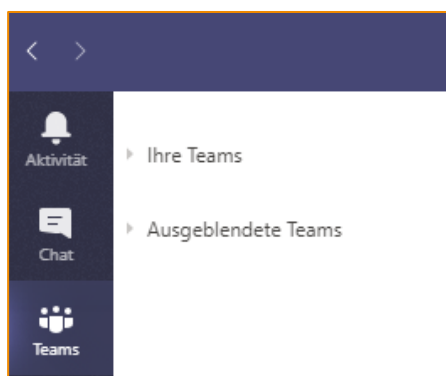 Aktivität
Ihre Teams
Ausgeblendete Teams
Chat
Teams